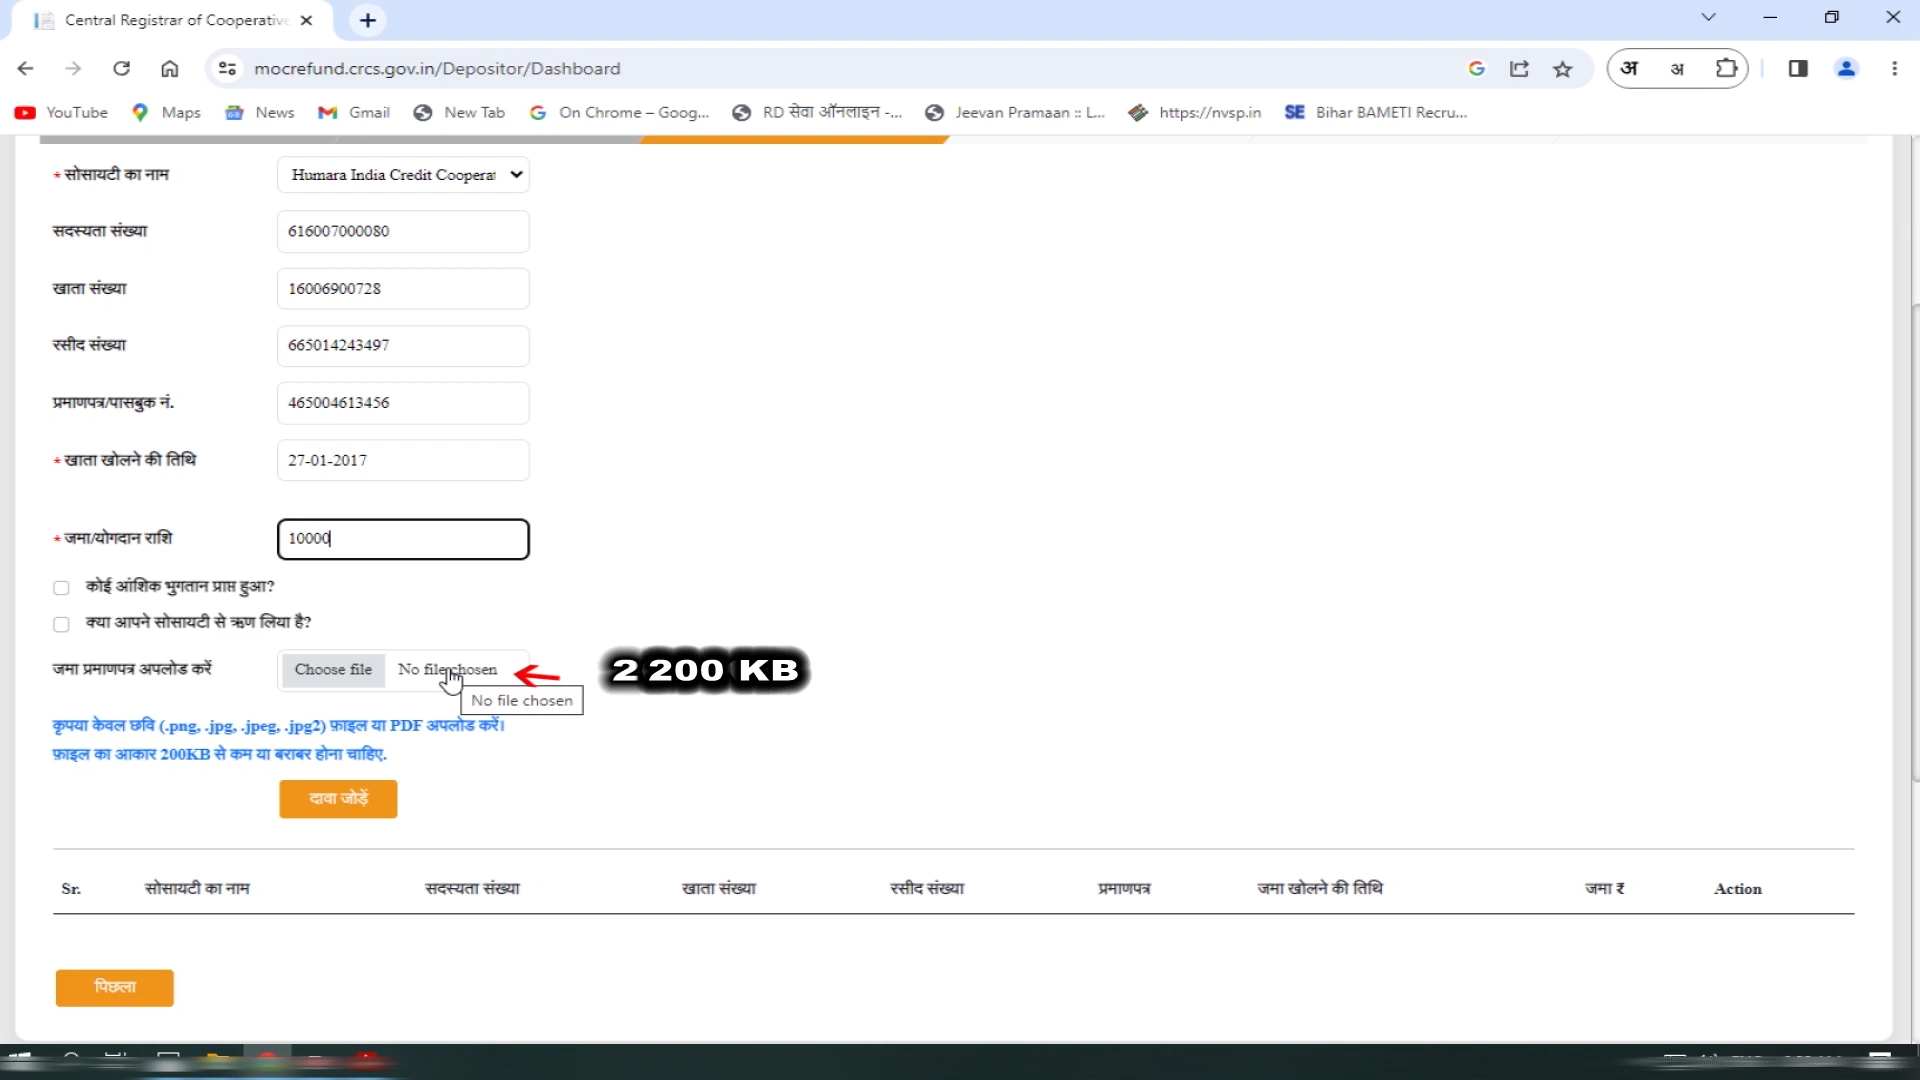 Central Registrar of Cooperative
mocrefund.crcs.gov.in/Depositor/Dashboard
अ अ
YouTube Maps News Gmail New Tab On Chrome – Goog... RD सेवा ऑनलाइन -... Jeevan Pramaan :: L... https://nvsp.in SE Bihar BAMETI Recru...
* सोसायटी का नाम Humara India Credit Cooperat
सदस्यता संख्या 616007000080
खाता संख्या 16006900728
रसीद संख्या 665014243497
प्रमाणपत्र/पासबुक नं. 465004613456
* खाता खोलने की तिथि 27-01-2017
* जमा/योगदान राशि 10000
कोई आंशिक भुगतान प्राप्त हुआ?
क्या आपने सोसायटी से ऋण लिया है?
जमा प्रमाणपत्र अपलोड करें Choose file No file chosen 2 200 KB
No file chosen
कृपया केवल छवि (.png, .jpg, .jpeg, .jpg2) फ़ाइल या PDF अपलोड करें।
फ़ाइल का आकार 200KB से कम या बराबर होना चाहिए.
दावा जोड़ें
Sr. सोसायटी का नाम सदस्यता संख्या खाता संख्या रसीद संख्या प्रमाणपत्र जमा खोलने की तिथि जमा ₹ Action
पिछला